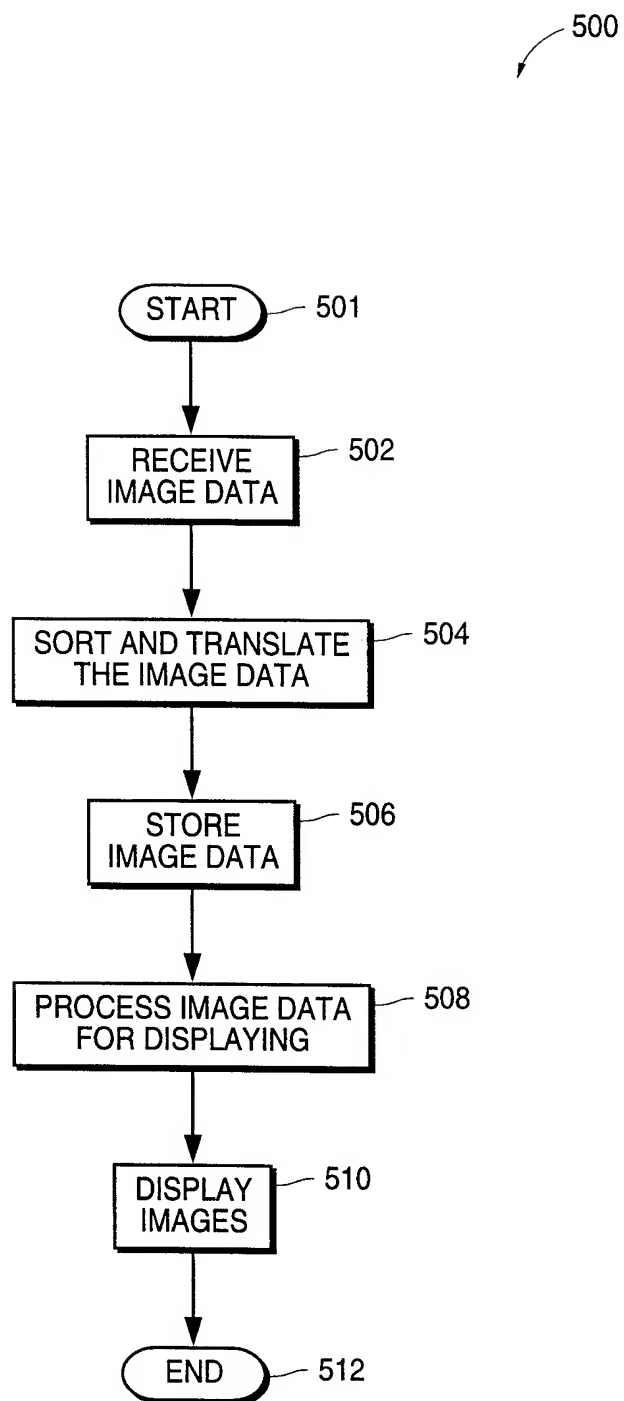 500
START
501
RECEIVE
IMAGE DATA
502
SORT AND TRANSLATE
THE IMAGE DATA
504
STORE
IMAGE DATA
506
PROCESS IMAGE DATA
FOR DISPLAYING
508
DISPLAY
IMAGES
510
END
512